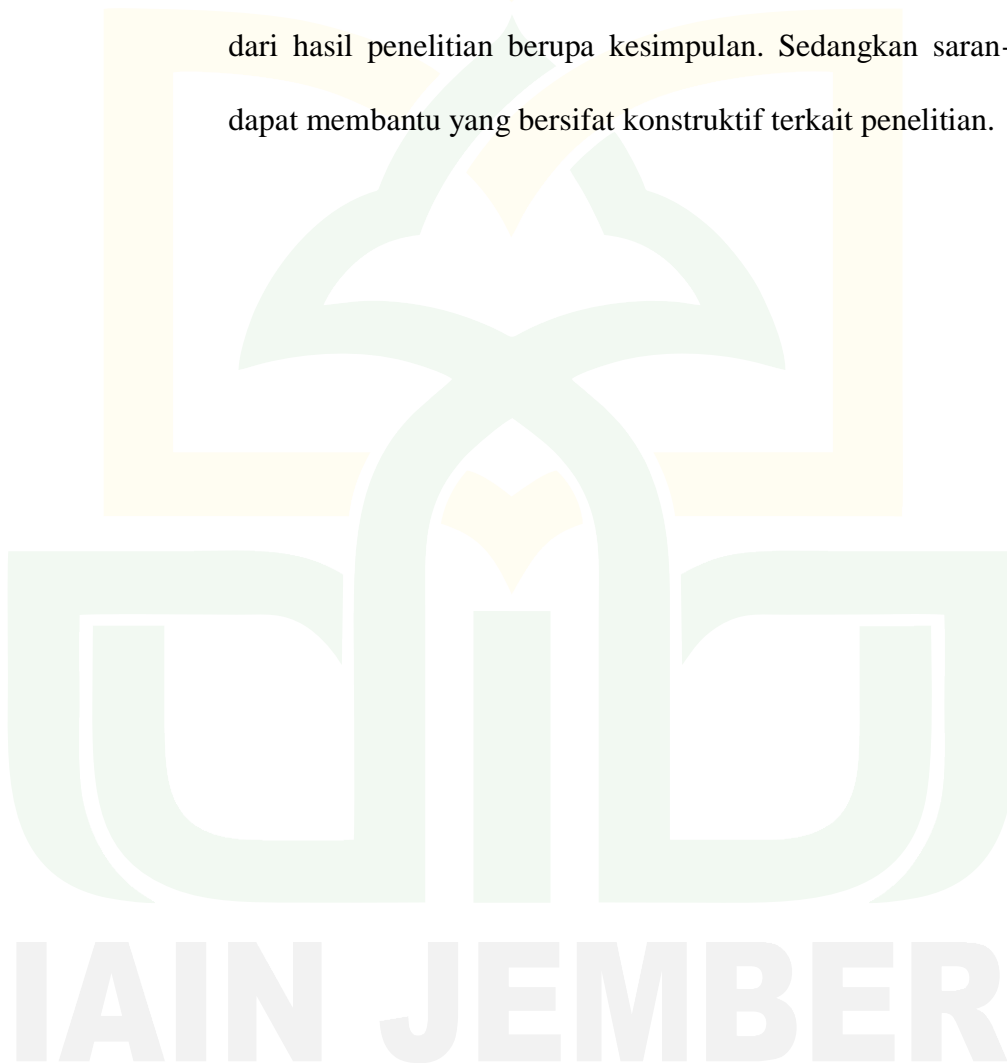 dari hasil penelitian berupa kesimpulan. Sedangkan saran-
dapat membantu yang bersifat konstruktif terkait penelitian.
IAIN JEMBER